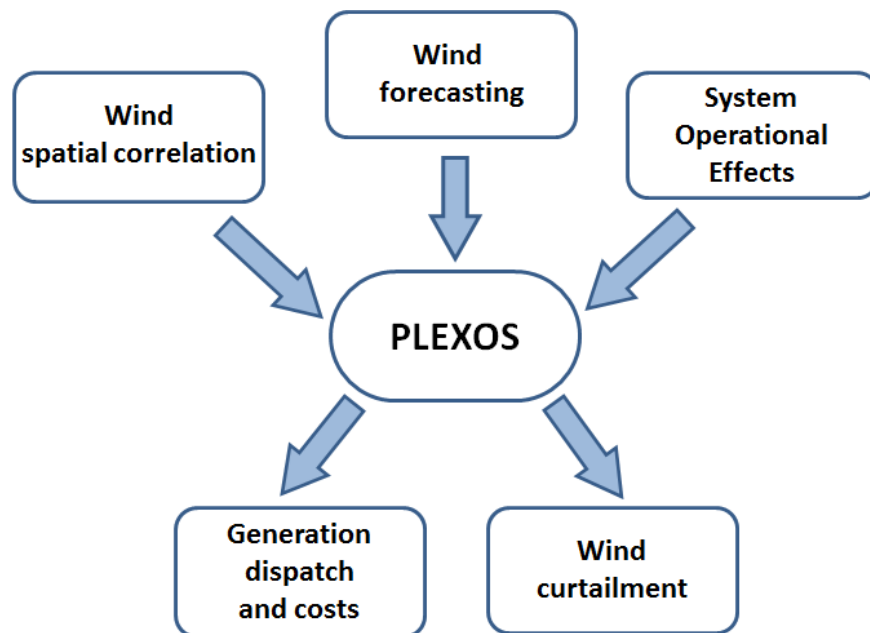 Wind
spatial correlation
Wind
forecasting
System
Operational
Effects
PLEXOS
Generation
dispatch
and costs
Wind
curtailment